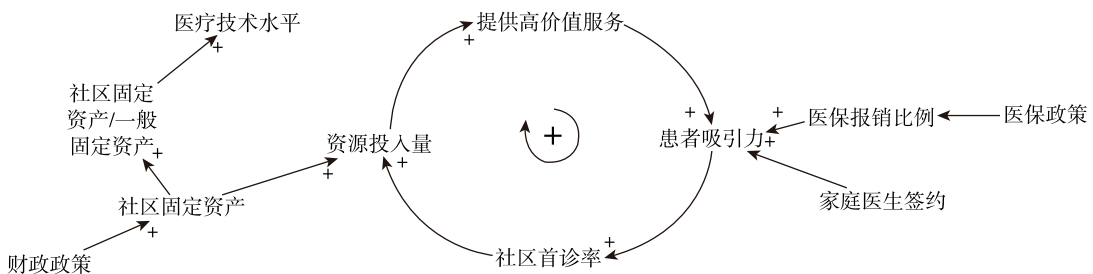 医疗技术水平
+
提供高价值服务
+
社区固定
资产/一般
固定资产+
资源投入量
+
+
+
+
患者吸引力+
+
医保报销比例
医保政策
社区固定资产
+
家庭医生签约
财政政策
社区首诊率
+